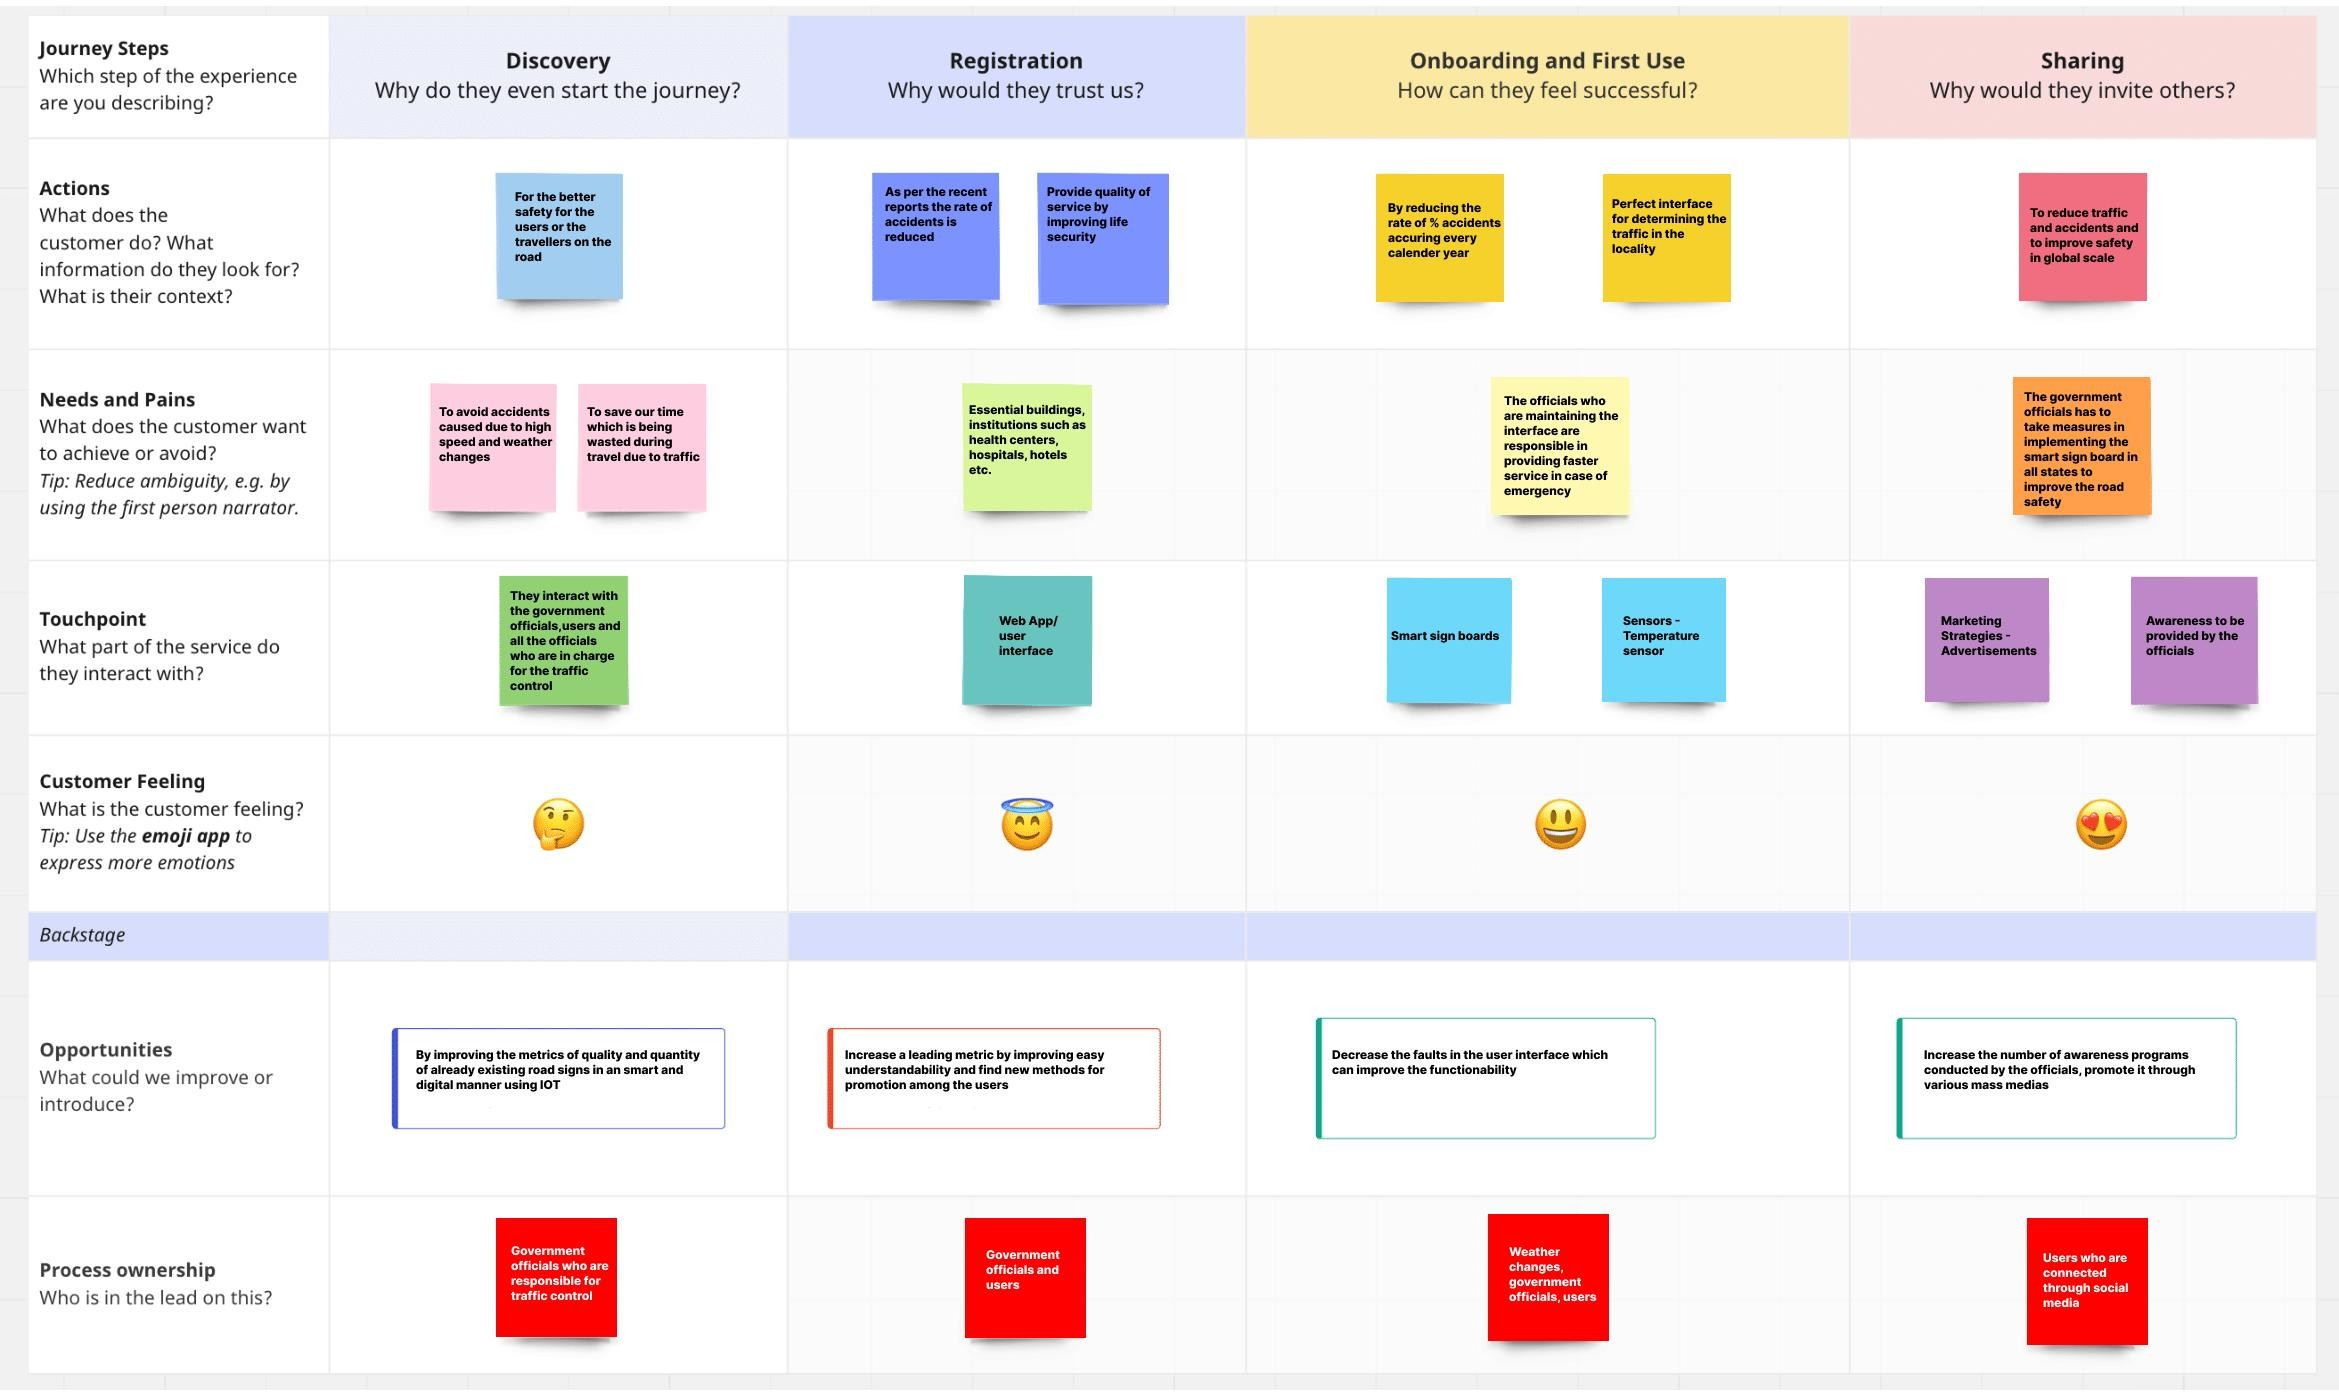 Journey Steps
Which step of the experience
are you describing?
Discovery
Why do they even start the journey?
Registration
Why would they trust us?
Onboarding and First Use
How can they feel successful?
Sharing
Why would they invite others?
Actions
What does the
customer do? What
information do they look for?
What is their context?
For the better
safety for the
users or the
travellers on the
road
As per the recent
reports the rate of
accidents is
reduced
Provide quality of
service by
improving life
security
By reducing the
rate of % accidents
accuring every
calender year
Perfect interface
for determining the
traffic in the
locality
To reduce traffic
and accidents and
to improve safety
in global scale
Needs and Pains
What does the customer want
to achieve or avoid?
Tip: Reduce ambiguity, e.g. by
using the first person narrator.
To avoid accidents
caused due to high
speed and weather
changes
To save our time
which is being
wasted during
travel due to traffic
Essential buildings,
institutions such as
health centers,
hospitals, hotels
etc.
The officials who
are maintaining the
interface are
responsible in
providing faster
service in case of
emergency
The government
officials has to
take measures in
implementing the
smart sign board in
all states to
improve the road
safety
Touchpoint
What part of the service do
they interact with?
They interact with
the government
officials,users and
all the officials
who are in charge
for the traffic
control
Web App/
user
interface
Smart sign boards
Sensors -
Temperature
sensor
Marketing
Strategies -
Advertisements
Awareness to be
provided by the
officials
Customer Feeling
What is the customer feeling?
Tip: Use the emoji app to
express more emotions
Backstage
Opportunities
What could we improve or
introduce?
By improving the metrics of quality and quantity
of already existing road signs in an smart and
digital manner using IOT
Increase a leading metric by improving easy
understandability and find new methods for
promotion among the users
Decrease the faults in the user interface which
can improve the functionability
Increase the number of awareness programs
conducted by the officials, promote it through
various mass medias
Process ownership
Who is in the lead on this?
Government
officials who are
responsible for
traffic control
Government
officials and
users
Weather
changes,
government
officials, users
Users who are
connected
through social
media